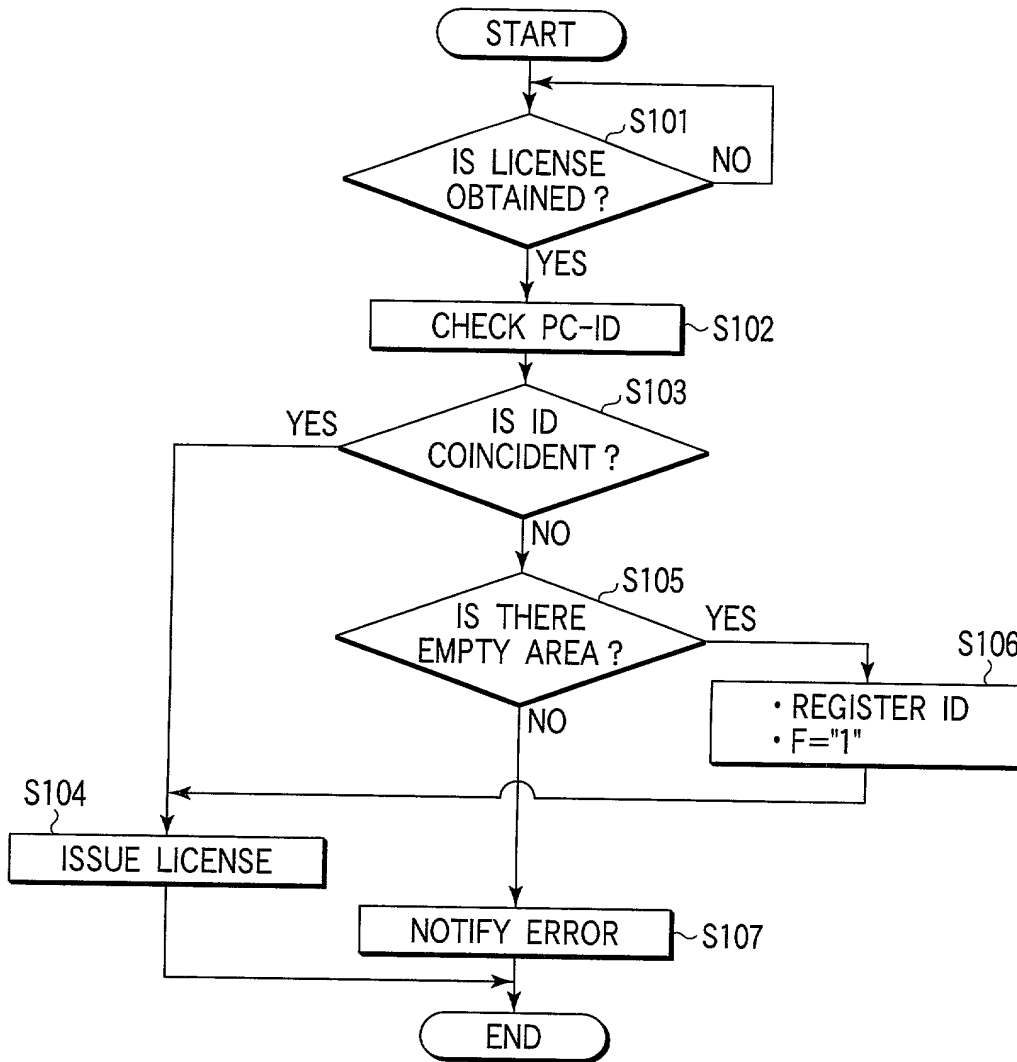 START
S101
IS LICENSE
OBTAINED?
NO
YES
CHECK PC-ID
S102
S103
YES
IS ID
COINCIDENT?
NO
S105
IS THERE
EMPTY AREA?
YES
S106
· REGISTER ID
· F="1"
NO
S104
ISSUE LICENSE
NOTIFY ERROR
S107
END